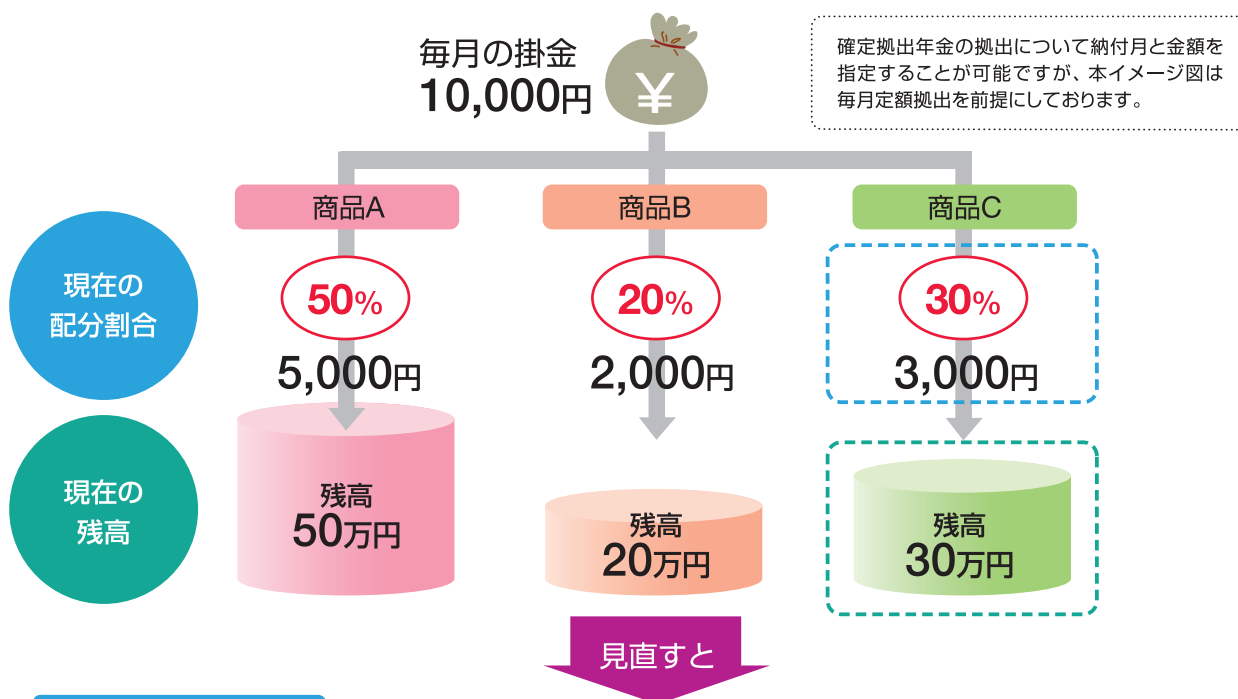 毎月の掛金
10,000円
¥
確定拠出年金の拠出について納付月と金額を
指定することが可能ですが、本イメージ図は
毎月定額拠出を前提にしております。
商品A
商品B
商品C
現在の
配分割合
50%
20%
30%
5,000円
2,000円
3,000円
現在の
残高
残高
50万円
残高
20万円
残高
30万円
見直すと